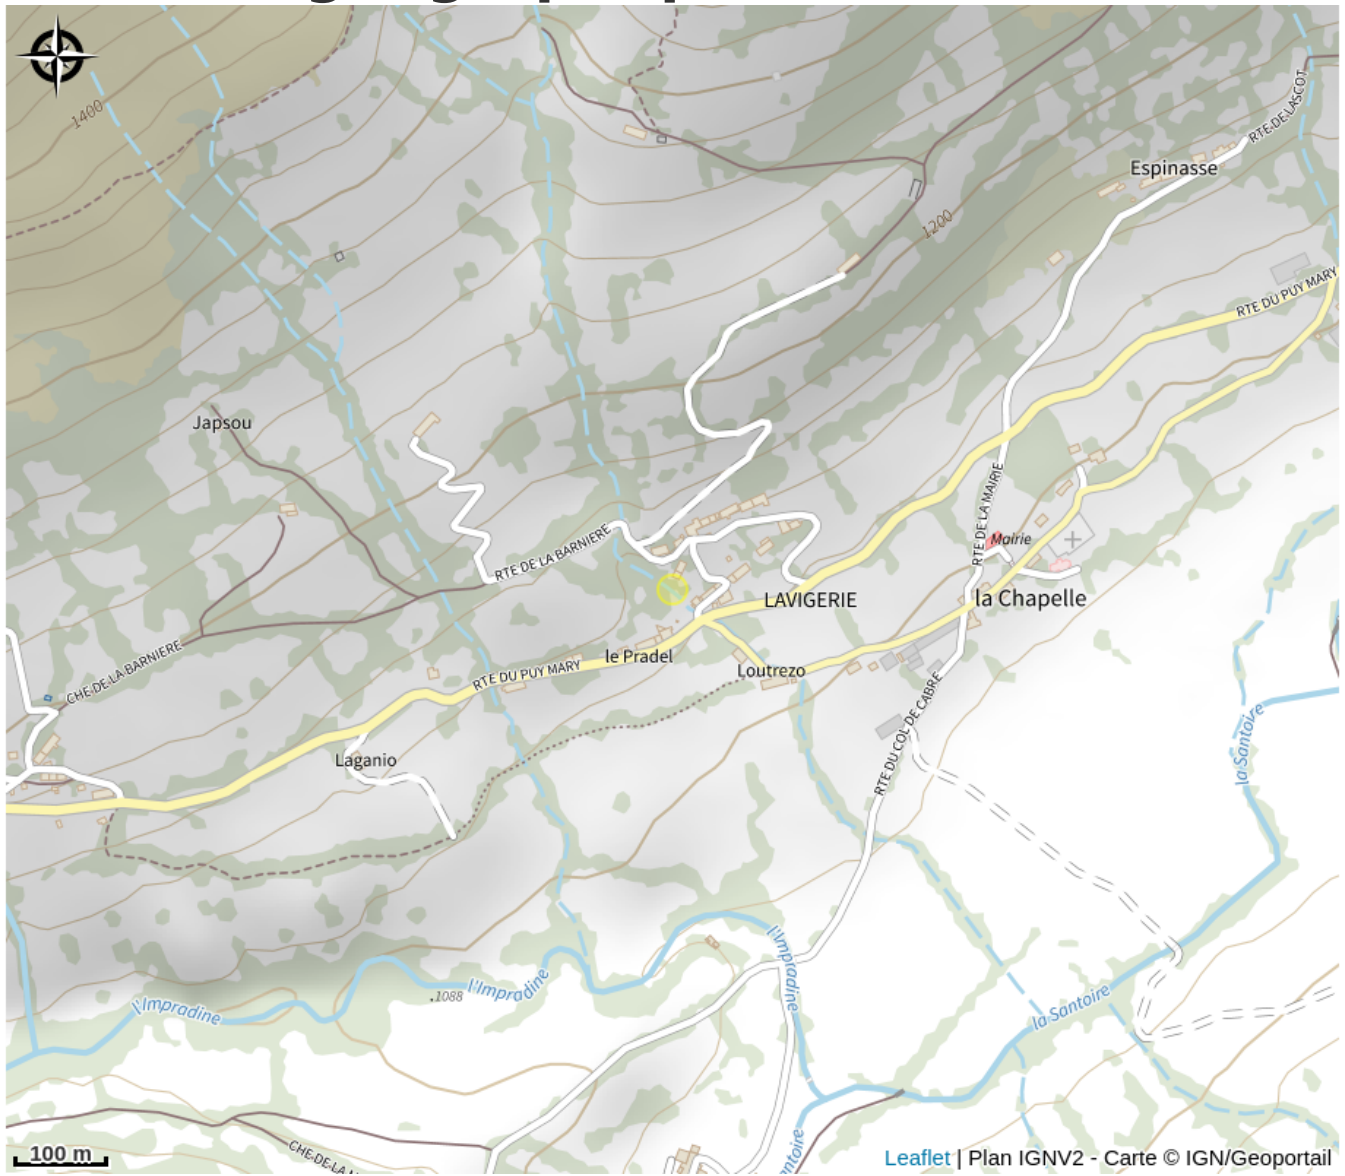 1400
RTE DE LASCOT
Espinasse
1200
RTE DU PUY MARY
Japsou
RTE DE LA MAIRIE
Mairie
RTE DE LA BARNIERE
LAVIGERIE
la Chapelle
le Pradel
Loutrezo
CHE DE LA BARNIERE
RTE DU PUY MARY
RTE DU COL DE CABRE
la Santoire
Laganio
l'Impradine
.1088
l'Impradine
l'Impradine
la Santoire
100 m
Leaflet | Plan IGNV2 - Carte © IGN/Geoportail